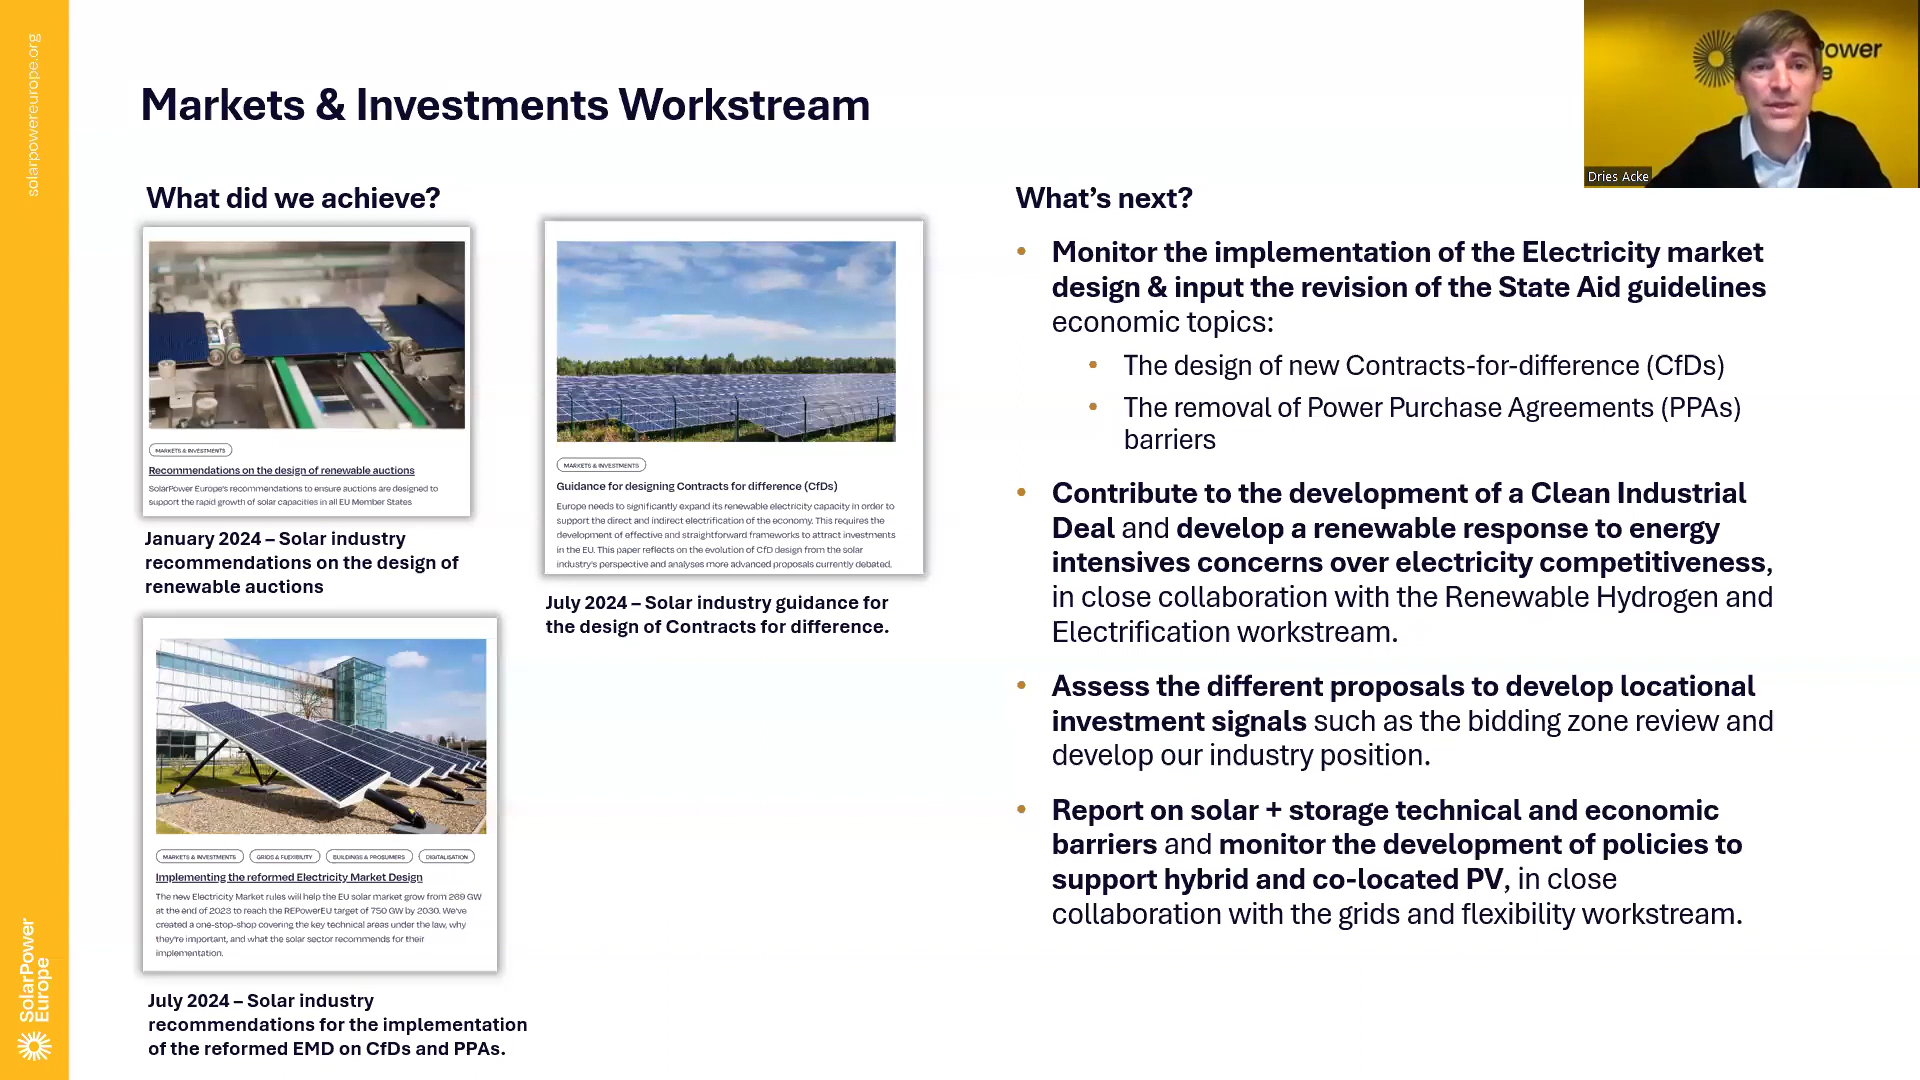 solarpowereurope.org
Markets & Investments Workstream
What did we achieve?
MARKETS & INVESTMENTS
Recommendations on the design of renewable auctions
SolarPower Europe's recommendations to ensure auctions are designed to
support the rapid growth of solar capacities in all EU Member States
January 2024 – Solar industry
recommendations on the design of
renewable auctions
MARKETS & INVESTMENTS
Guidance for designing Contracts for difference (CfDs)
Europe needs to significantly expand its renewable electricity capacity in order to
support the direct and indirect electrification of the economy. This requires the
development of effective and straightforward frameworks to attract investments
in the EU. This paper reflects on the evolution of CfD design from the solar
industry's perspective and analyses more advanced proposals currently debated.
July 2024 – Solar industry guidance for
the design of Contracts for difference.
MARKETS & INVESTMENTS
GRIDS & FLEXIBILITY
BUILDINGS & PROSUMERS
DIGITALISATION
Implementing the reformed Electricity Market Design
The new Electricity Market rules will help the EU solar market grow from 269 GW
at the end of 2023 to reach the REPowerEU target of 750 GW by 2030. We've
created a one-stop-shop covering the key technical areas under the law, why
they're important, and what the solar sector recommends for their
implementation.
July 2024 – Solar industry
recommendations for the implementation
of the reformed EMD on CfDs and PPAs.
What's next?
• Monitor the implementation of the Electricity market
design & input the revision of the State Aid guidelines
economic topics:
• The design of new Contracts-for-difference (CfDs)
• The removal of Power Purchase Agreements (PPAs)
barriers
• Contribute to the development of a Clean Industrial
Deal and develop a renewable response to energy
intensives concerns over electricity competitiveness,
in close collaboration with the Renewable Hydrogen and
Electrification workstream.
• Assess the different proposals to develop locational
investment signals such as the bidding zone review and
develop our industry position.
• Report on solar + storage technical and economic
barriers and monitor the development of policies to
support hybrid and co-located PV, in close
collaboration with the grids and flexibility workstream.
Dries Acke
SolarPower
Europe